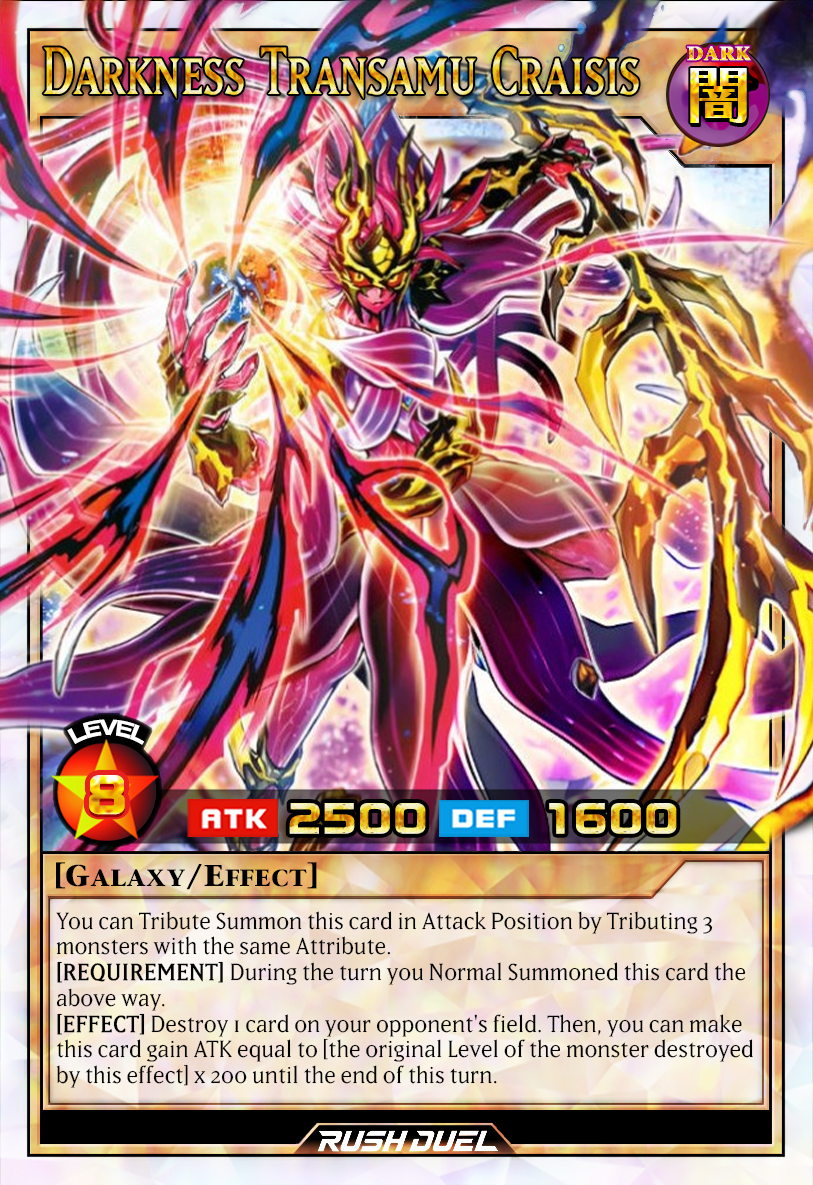 Darkness Transamu Craisis
DARK
闇
LEVEL
8
ATK 2500 DEF 1600
[Galaxy/Effect]
You can Tribute Summon this card in Attack Position by Tributing 3
monsters with the same Attribute.
[REQUIREMENT] During the turn you Normal Summoned this card the
above way.
[EFFECT] Destroy 1 card on your opponent's field. Then, you can make
this card gain ATK equal to [the original Level of the monster destroyed
by this effect] x 200 until the end of this turn.
RUSH DUEL